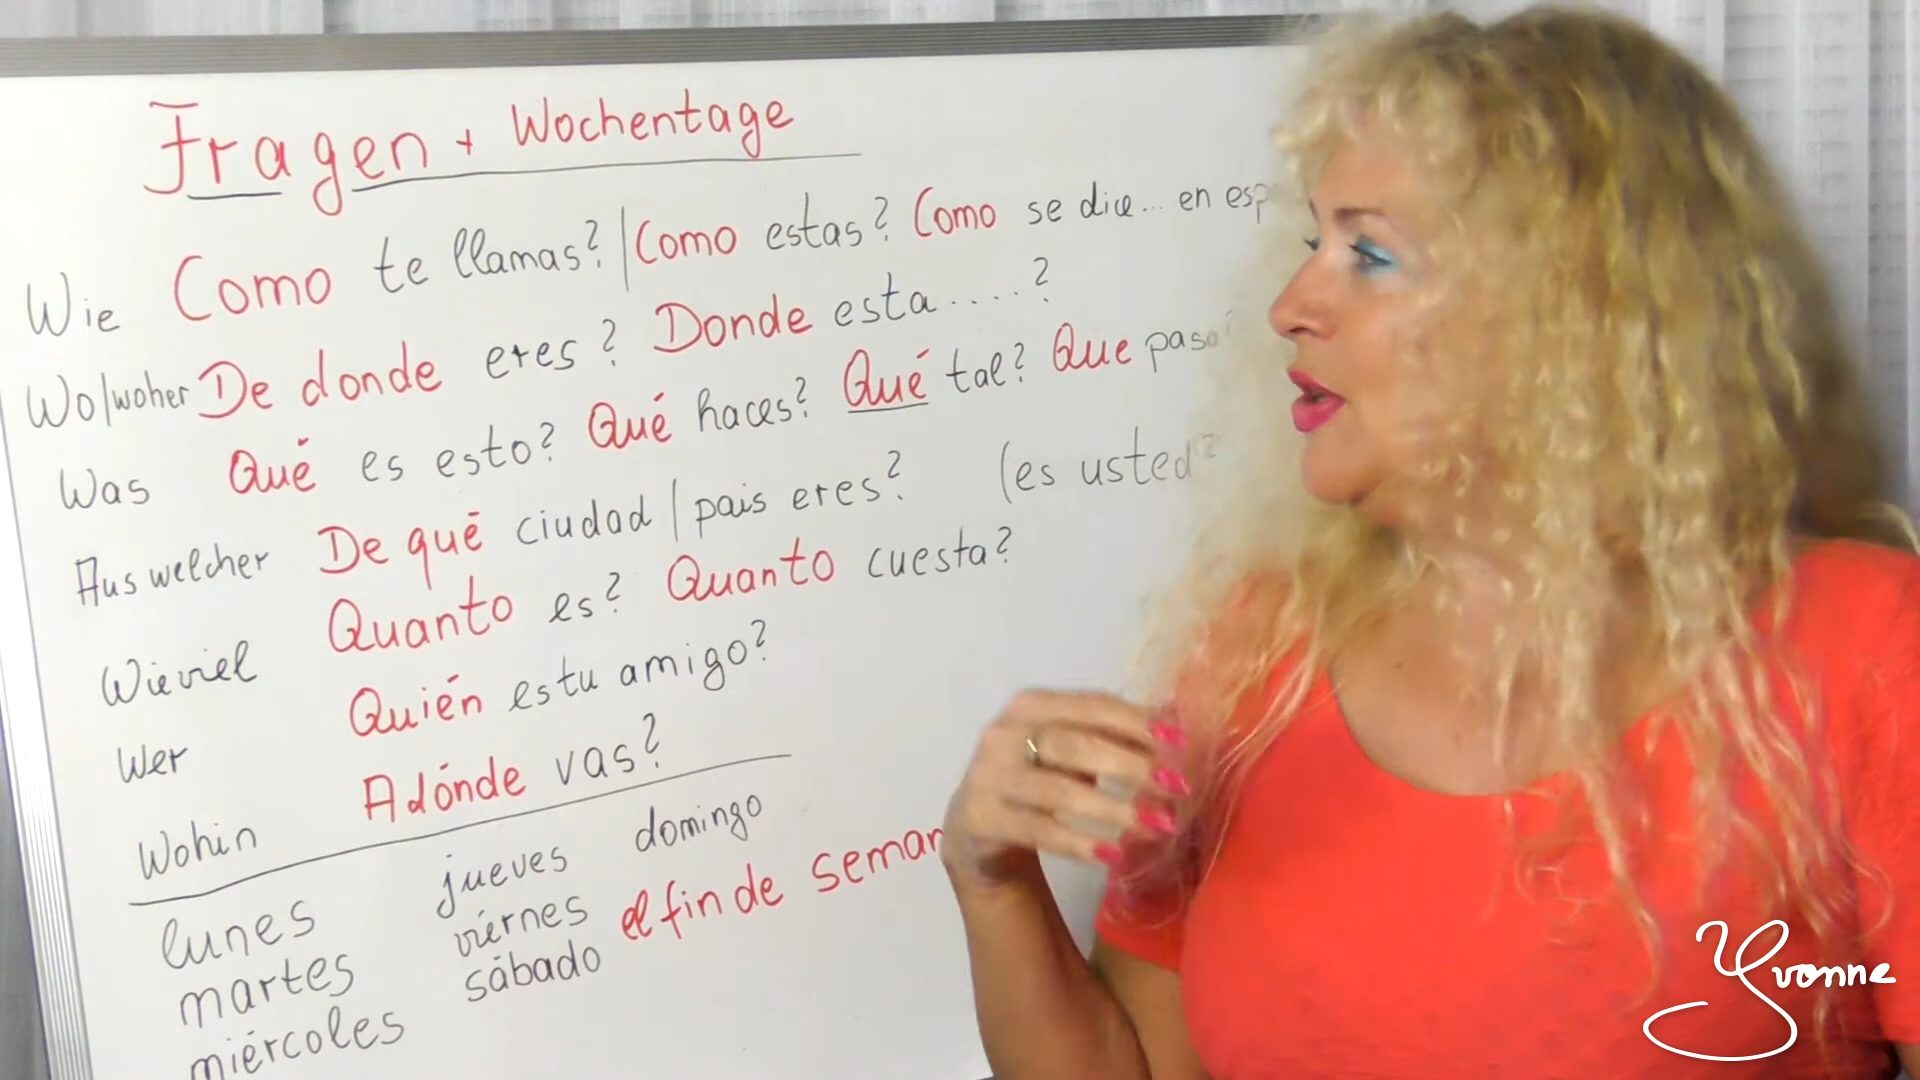 Fragen + Wochentage
Wie Como te llamas? | Como estas? Como se dice... en esp
Wo/woher De donde eres? Donde esta.....?
Was Qué es esto? Qué haces? Qué tal? Que paso
Aus welcher De qué ciudad | pais eres? (es usted?
Wieviel Quanto es? Quanto cuesta?
Wer Quién es tu amigo?
Wohin Adónde vas?
lunes jueves domingo
martes viérnes el fin de seman
miércoles sábado
Yvonne